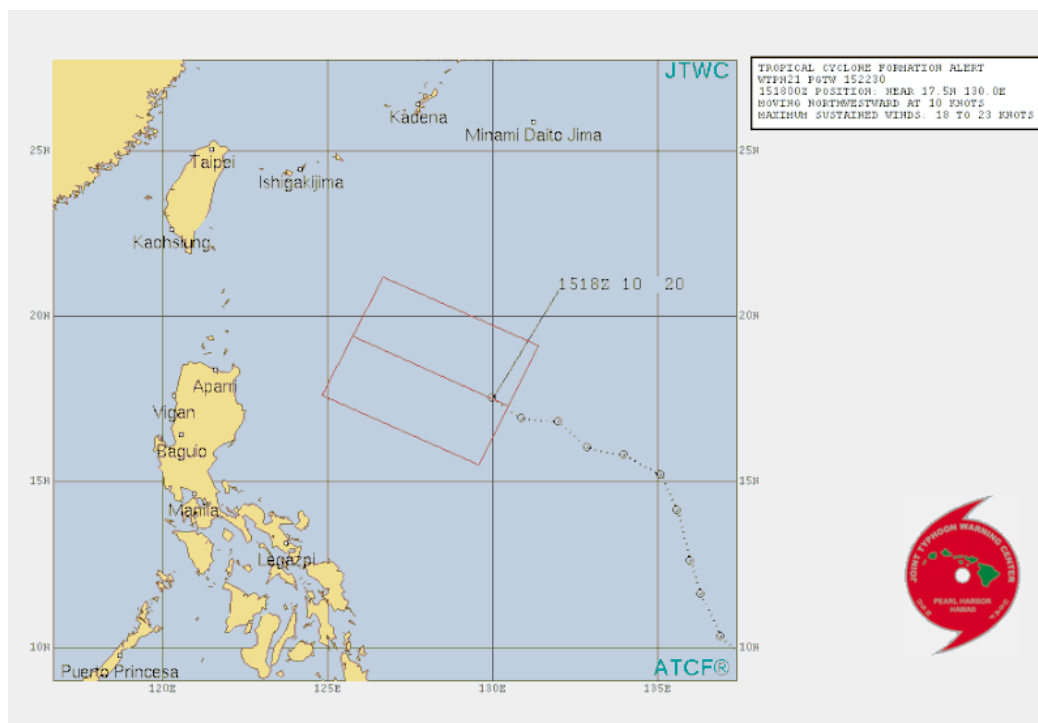 JTWC
TROPICAL CYCLONE FORMATION ALERT
WTPN21 PGTW 152230
151800Z POSITION: NEAR 17.5N 130.0E
MOVING NORTHWESTWARD AT 10 KNOTS
MAXIMUM SUSTAINED WINDS: 18 TO 23 KNOTS
Kadena
Minami Daito Jima
25N
25N
Taipei
Ishigakijima
Kaohsiung
1518Z 10 20
20N
20N
Aparri
Vigan
Baguio
15N
15N
Manila
Legazpi
JOINT TYPHOON WARNING CENTER
PEARL HARBOR
HAWAII
10N
10N
Puerto Princesa
ATCF®
120E
125E
130E
135E